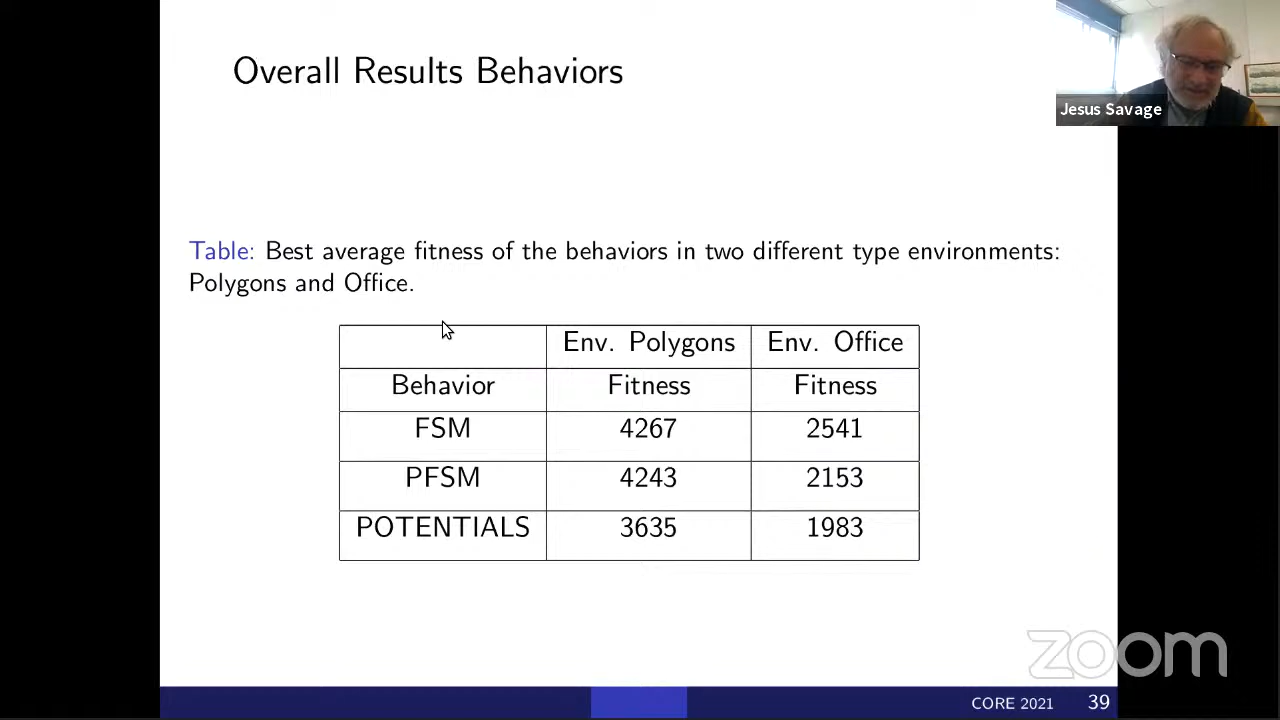 Overall Results Behaviors
Jesus Savage
Table: Best average fitness of the behaviors in two different type environments:
Polygons and Office.
Env. Polygons Env. Office
Behavior Fitness Fitness
FSM 4267 2541
PFSM 4243 2153
POTENTIALS 3635 1983
zoom
CORE 2021 39